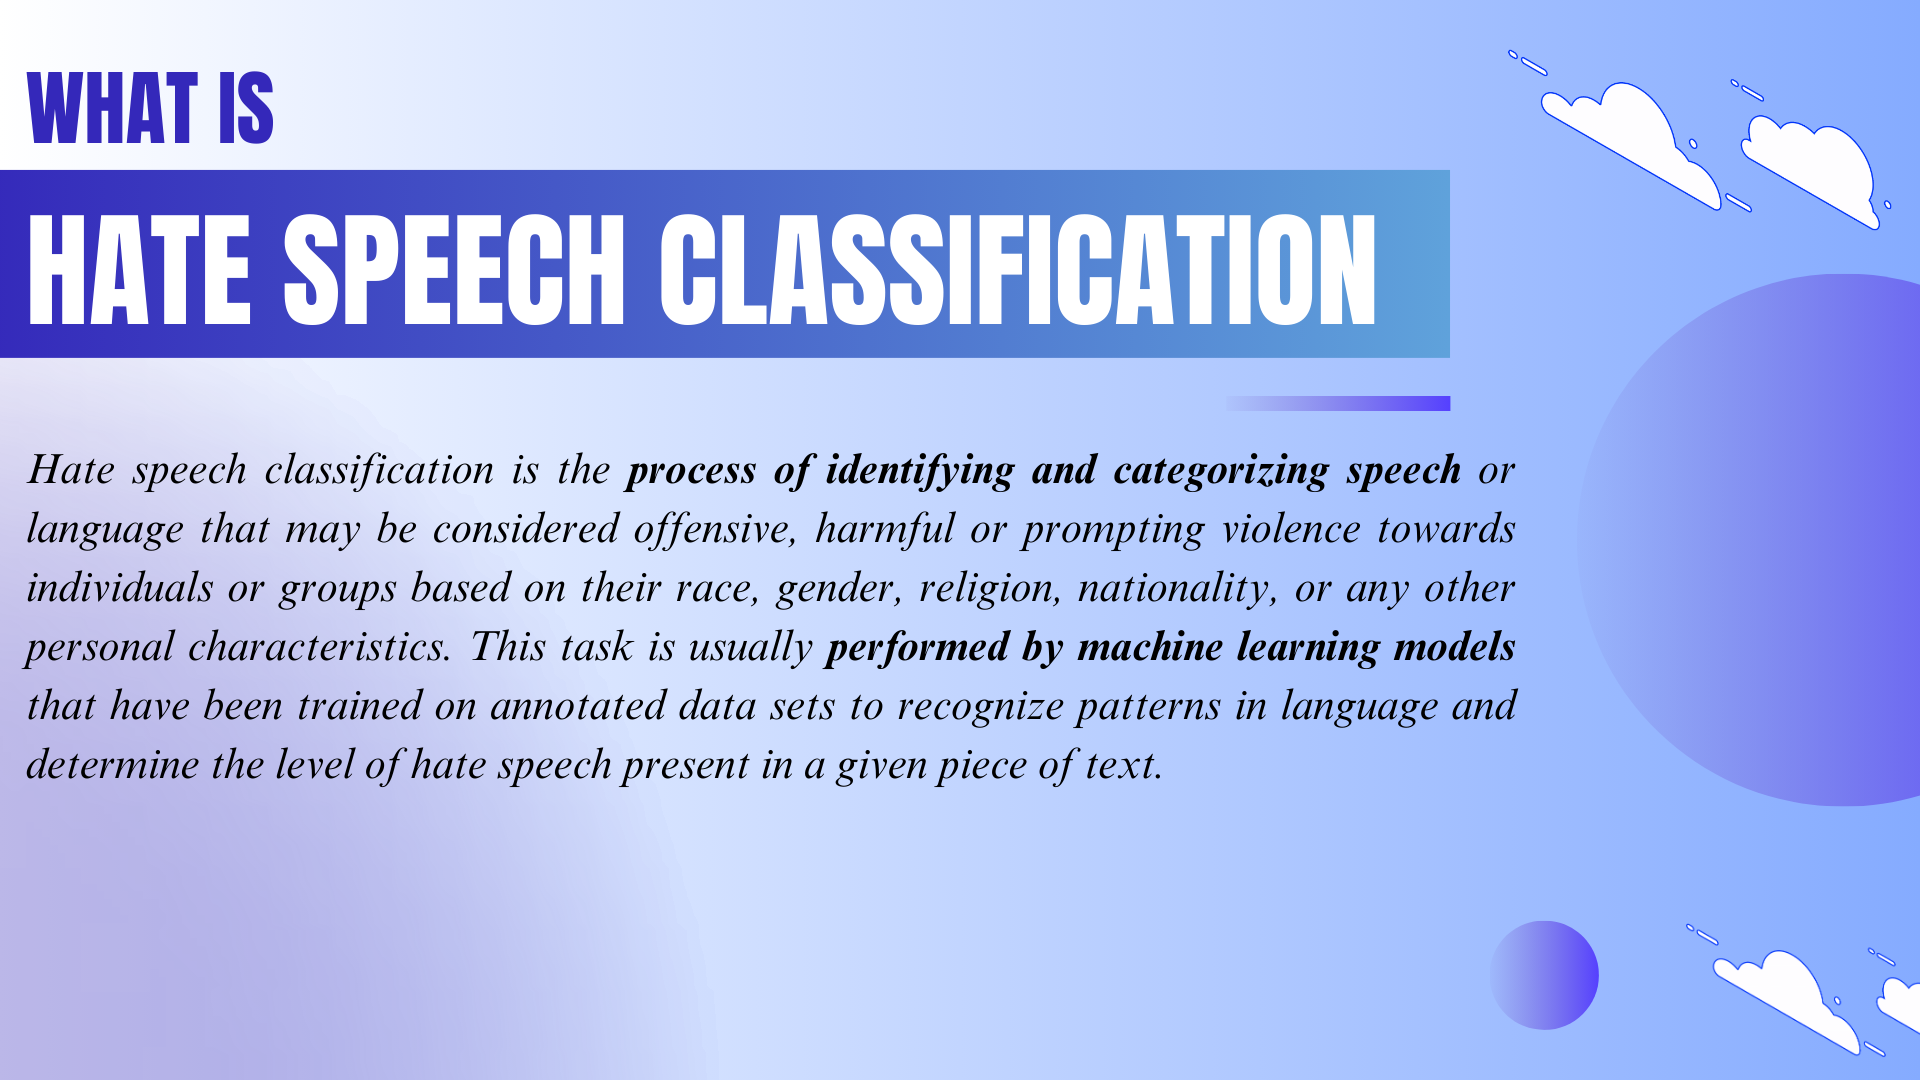 WHAT IS
HATE SPEECH CLASSIFICATION
Hate speech classification is the process of identifying and categorizing speech or
language that may be considered offensive, harmful or prompting violence towards
individuals or groups based on their race, gender, religion, nationality, or any other
personal characteristics. This task is usually performed by machine learning models
that have been trained on annotated data sets to recognize patterns in language and
determine the level of hate speech present in a given piece of text.